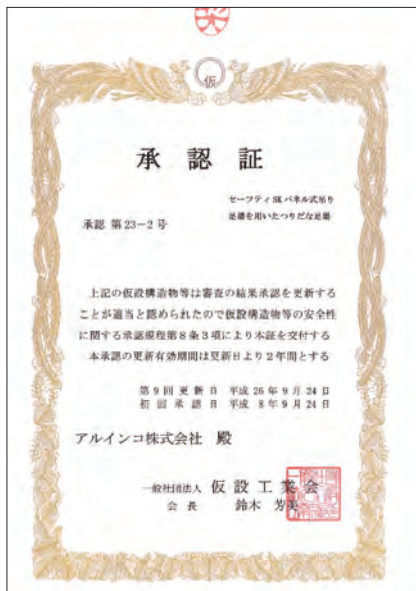 仮
承認証
セーフティSKパネル式吊り
足場を用いたつりだな足場
承認 第23-2号
上記の仮設構造物等は審査の結果承認を更新する
ことが適当と認められたので仮設構造物等の安全性
に関する承認規程第8条3項により本証を交付する
本承認の更新有効期間は更新日より2年間とする
第9回更新日 平成26年9月24日
初回承認日 平成8年9月24日
アルインコ株式会社 殿
一般社団法人 仮設工業会
会長 鈴木 芳美